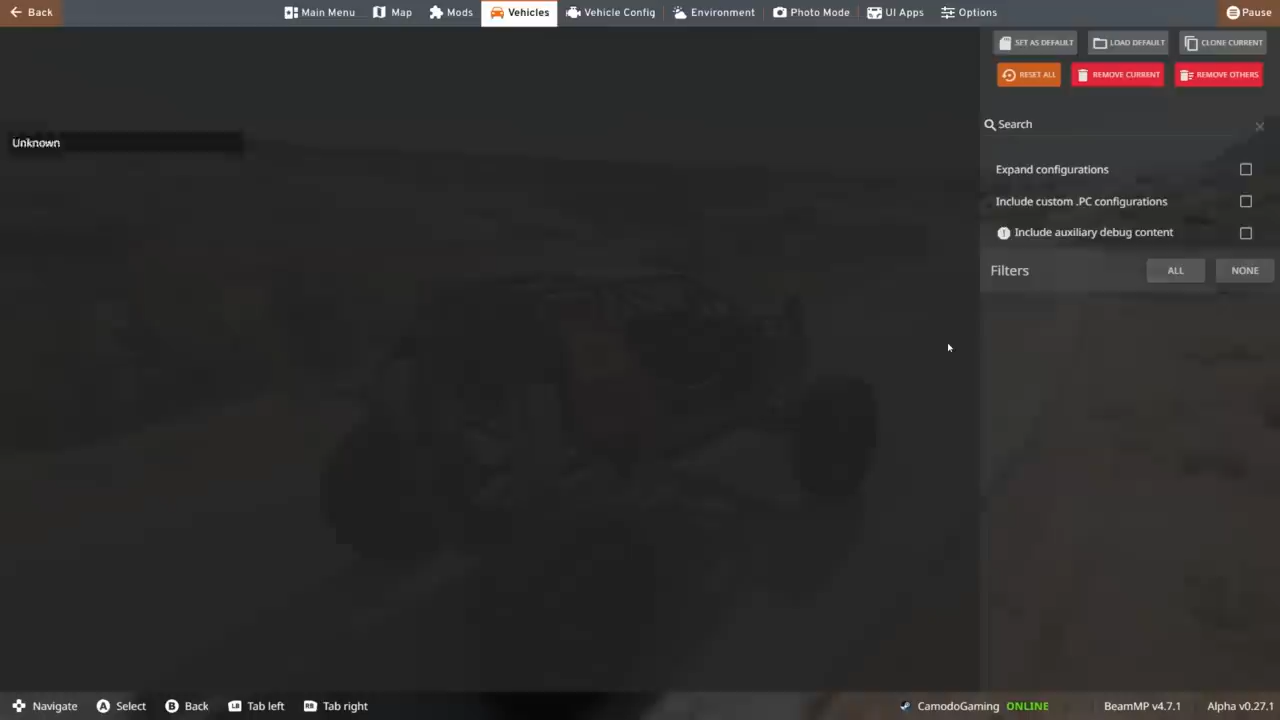 Back
Main Menu
Map
Mods
Vehicles
Vehicle Config
Environment
Photo Mode
UI Apps
Options
Pause
SET AS DEFAULT
LOAD DEFAULT
CLONE CURRENT
RESET ALL
REMOVE CURRENT
REMOVE OTHERS
Search
Unknown
Expand configurations
Include custom .PC configurations
Include auxiliary debug content
Filters
ALL
NONE
Navigate
A Select
B Back
LB Tab left
RB Tab right
CamodoGaming ONLINE
BeamMP v4.7.1
Alpha v0.27.1